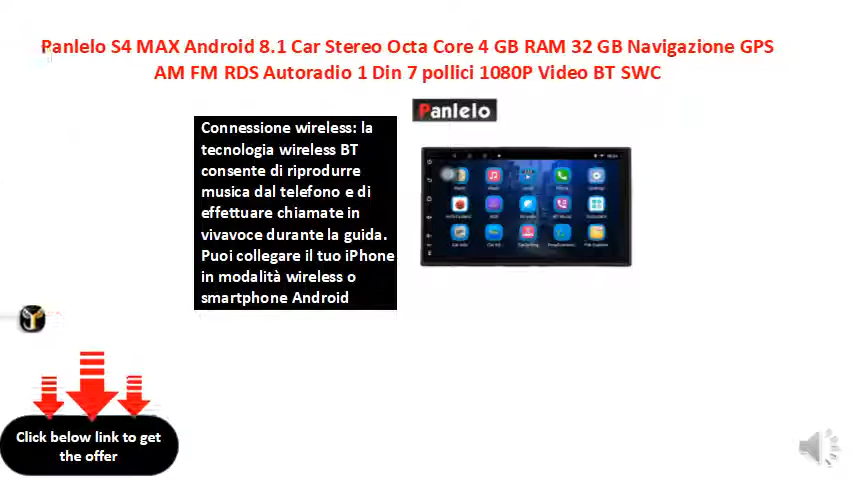 Panlelo S4 MAX Android 8.1 Car Stereo Octa Core 4 GB RAM 32 GB Navigazione GPS
AM FM RDS Autoradio 1 Din 7 pollici 1080P Video BT SWC
Panlelo
Connessione wireless: la
tecnologia wireless BT
consente di riprodurre
musica dal telefono e di
effettuare chiamate in
vivavoce durante la guida.
Puoi collegare il tuo iPhone
in modalità wireless o
smartphone Android
Click below link to get
the offer